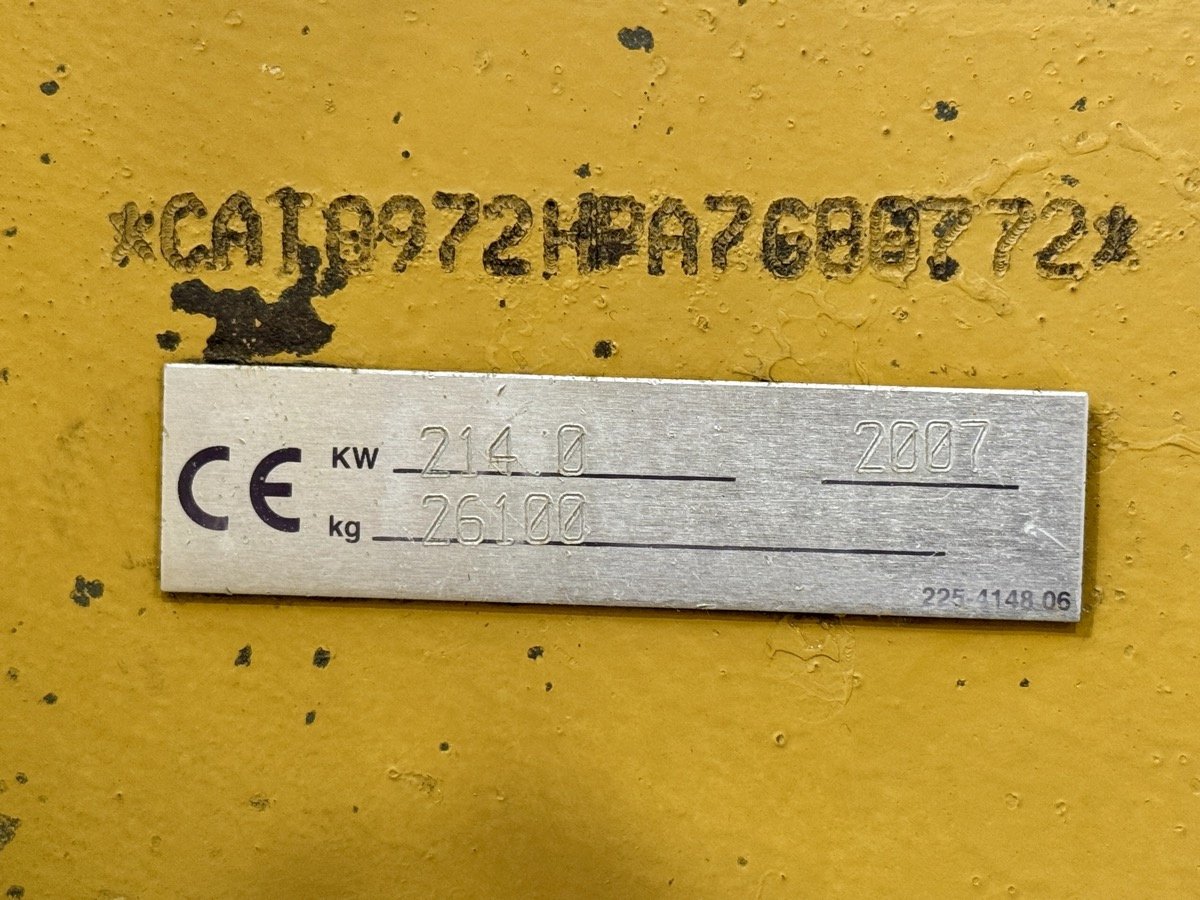 *CAT0972HPA7G00772*
CE KW 214.0 2007
kg 26100
225-4148 06